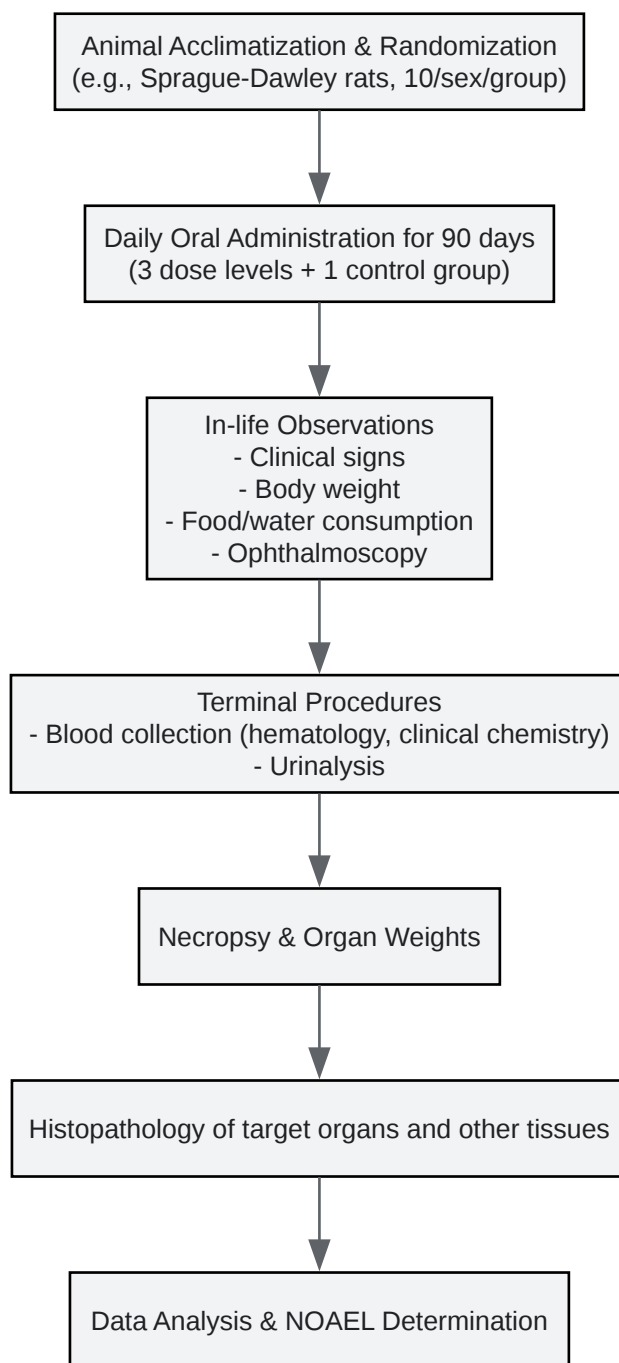 Animal Acclimatization & Randomization
(e.g., Sprague-Dawley rats, 10/sex/group)
Daily Oral Administration for 90 days
(3 dose levels + 1 control group)
In-life Observations
- Clinical signs
- Body weight
- Food/water consumption
- Ophthalmoscopy
Terminal Procedures
- Blood collection (hematology, clinical chemistry)
- Urinalysis
Necropsy & Organ Weights
Histopathology of target organs and other tissues
Data Analysis & NOAEL Determination